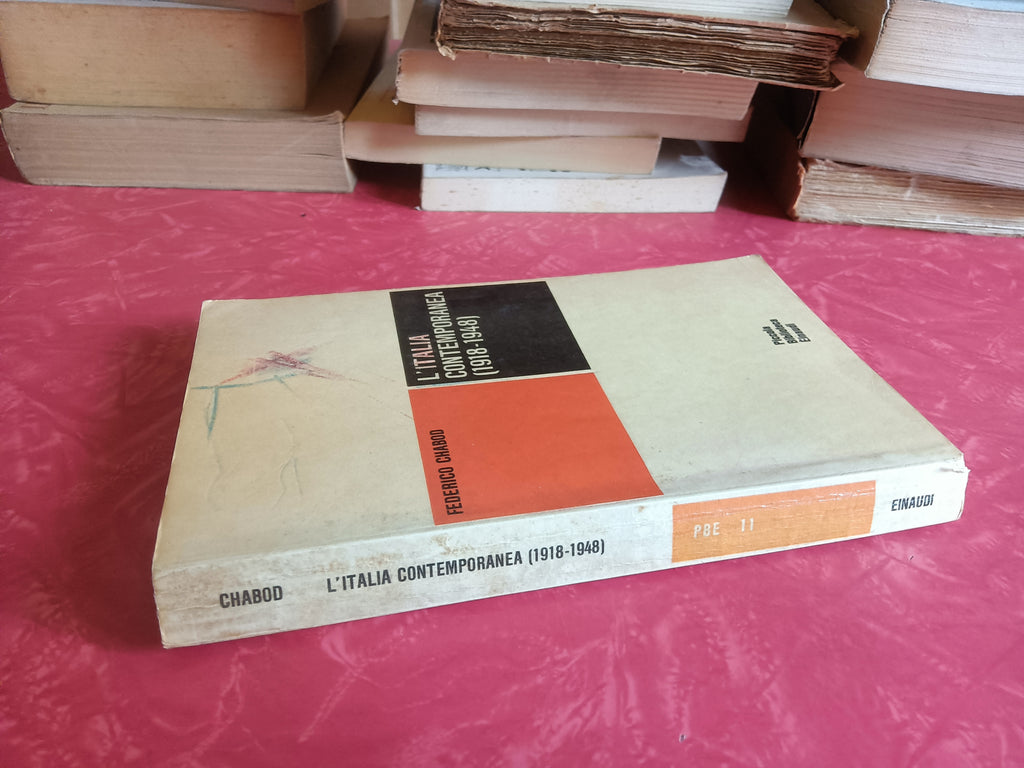 L'ITALIA
CONTEMPORANEA
(1918-1948)
FEDERICO CHABOD
Piccola
Biblioteca
Einaudi
CHABOD L'ITALIA CONTEMPORANEA (1918-1948) PBE 11 EINAUDI